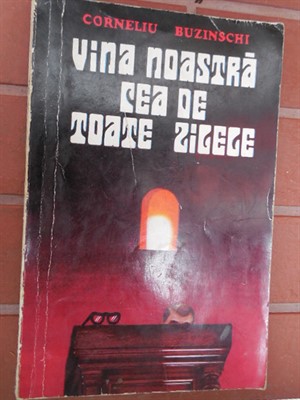 CORNELIU BUZINSCHI
VINA NOASTRĂ
CEA DE
TOATE ZILELE